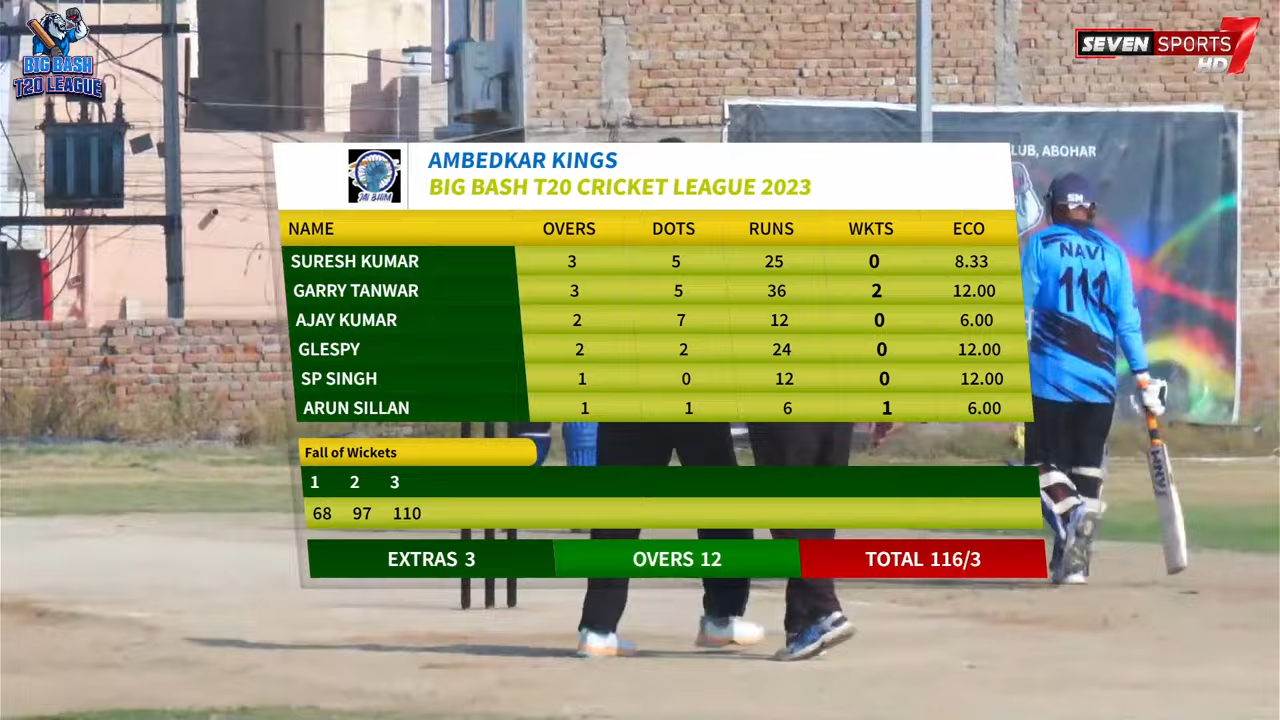 BIG BASH
T20 LEAGUE
SEVEN SPORTS 7
HD
LUB, ABOHAR
JAI BHIM
AMBEDKAR KINGS
BIG BASH T20 CRICKET LEAGUE 2023
NAME OVERS DOTS RUNS WKTS ECO
SURESH KUMAR 3 5 25 0 8.33
GARRY TANWAR 3 5 36 2 12.00
AJAY KUMAR 2 7 12 0 6.00
GLESPY 2 2 24 0 12.00
SP SINGH 1 0 12 0 12.00
ARUN SILLAN 1 1 6 1 6.00
Fall of Wickets
1 2 3
68 97 110
EXTRAS 3 OVERS 12 TOTAL 116/3
SM
NAVI
111